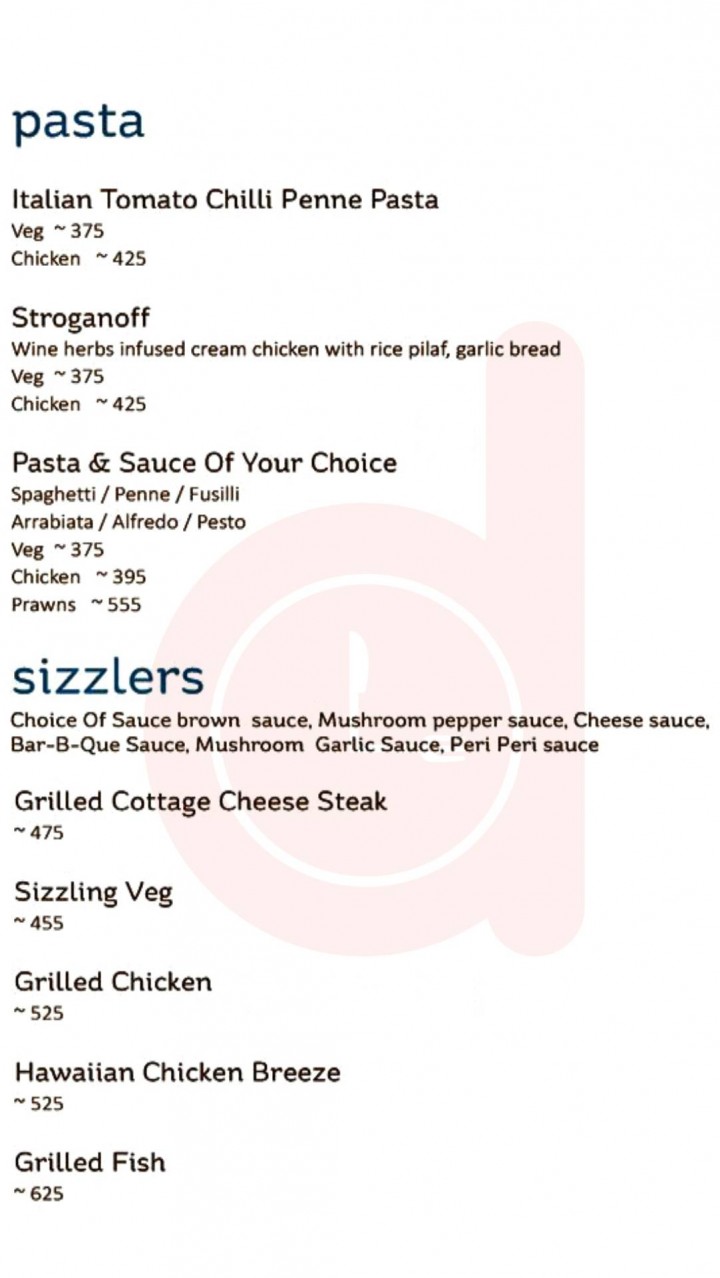 pasta
Italian Tomato Chilli Penne Pasta
Veg ~ 375
Chicken ~ 425
Stroganoff
Wine herbs infused cream chicken with rice pilaf, garlic bread
Veg ~ 375
Chicken ~ 425
Pasta & Sauce Of Your Choice
Spaghetti / Penne / Fusilli
Arrabiata / Alfredo / Pesto
Veg ~ 375
Chicken ~ 395
Prawns ~ 555
sizzlers
Choice Of Sauce brown sauce, Mushroom pepper sauce, Cheese sauce,
Bar-B-Que Sauce, Mushroom Garlic Sauce, Peri Peri sauce
Grilled Cottage Cheese Steak
~ 475
Sizzling Veg
~ 455
Grilled Chicken
~ 525
Hawaiian Chicken Breeze
~ 525
Grilled Fish
~ 625